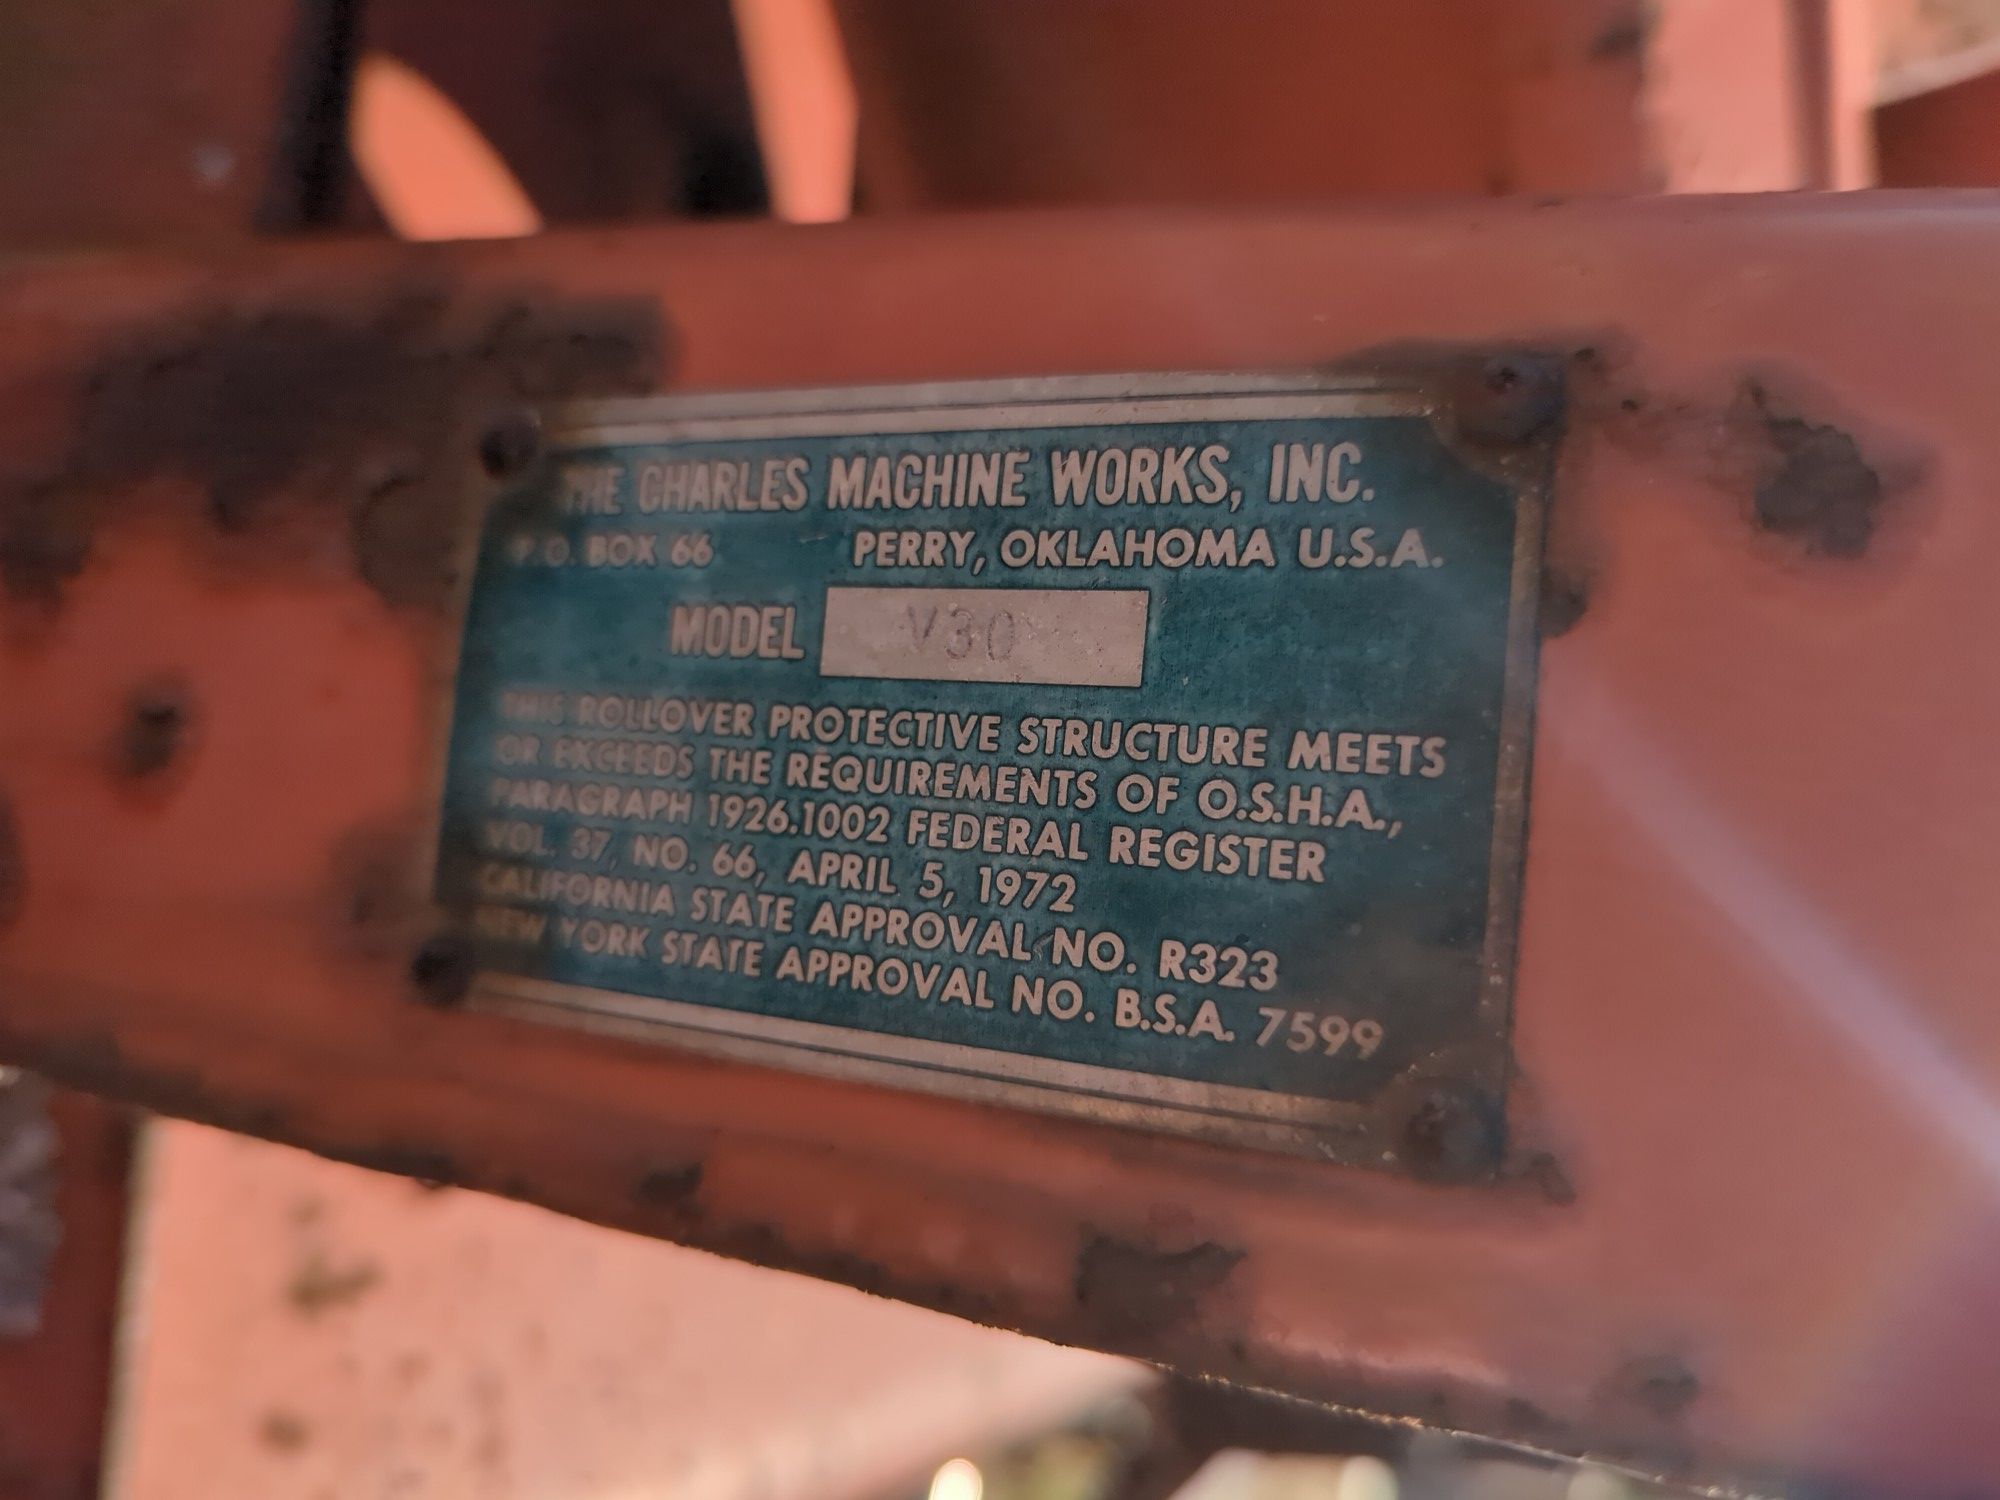 THE CHARLES MACHINE WORKS, INC.
P.O. BOX 66 PERRY, OKLAHOMA U.S.A.
MODEL V30
THIS ROLLOVER PROTECTIVE STRUCTURE MEETS
OR EXCEEDS THE REQUIREMENTS OF O.S.H.A.,
PARAGRAPH 1926.1002 FEDERAL REGISTER
VOL. 37, NO. 66, APRIL 5, 1972
CALIFORNIA STATE APPROVAL NO. R323
NEW YORK STATE APPROVAL NO. B.S.A. 7599